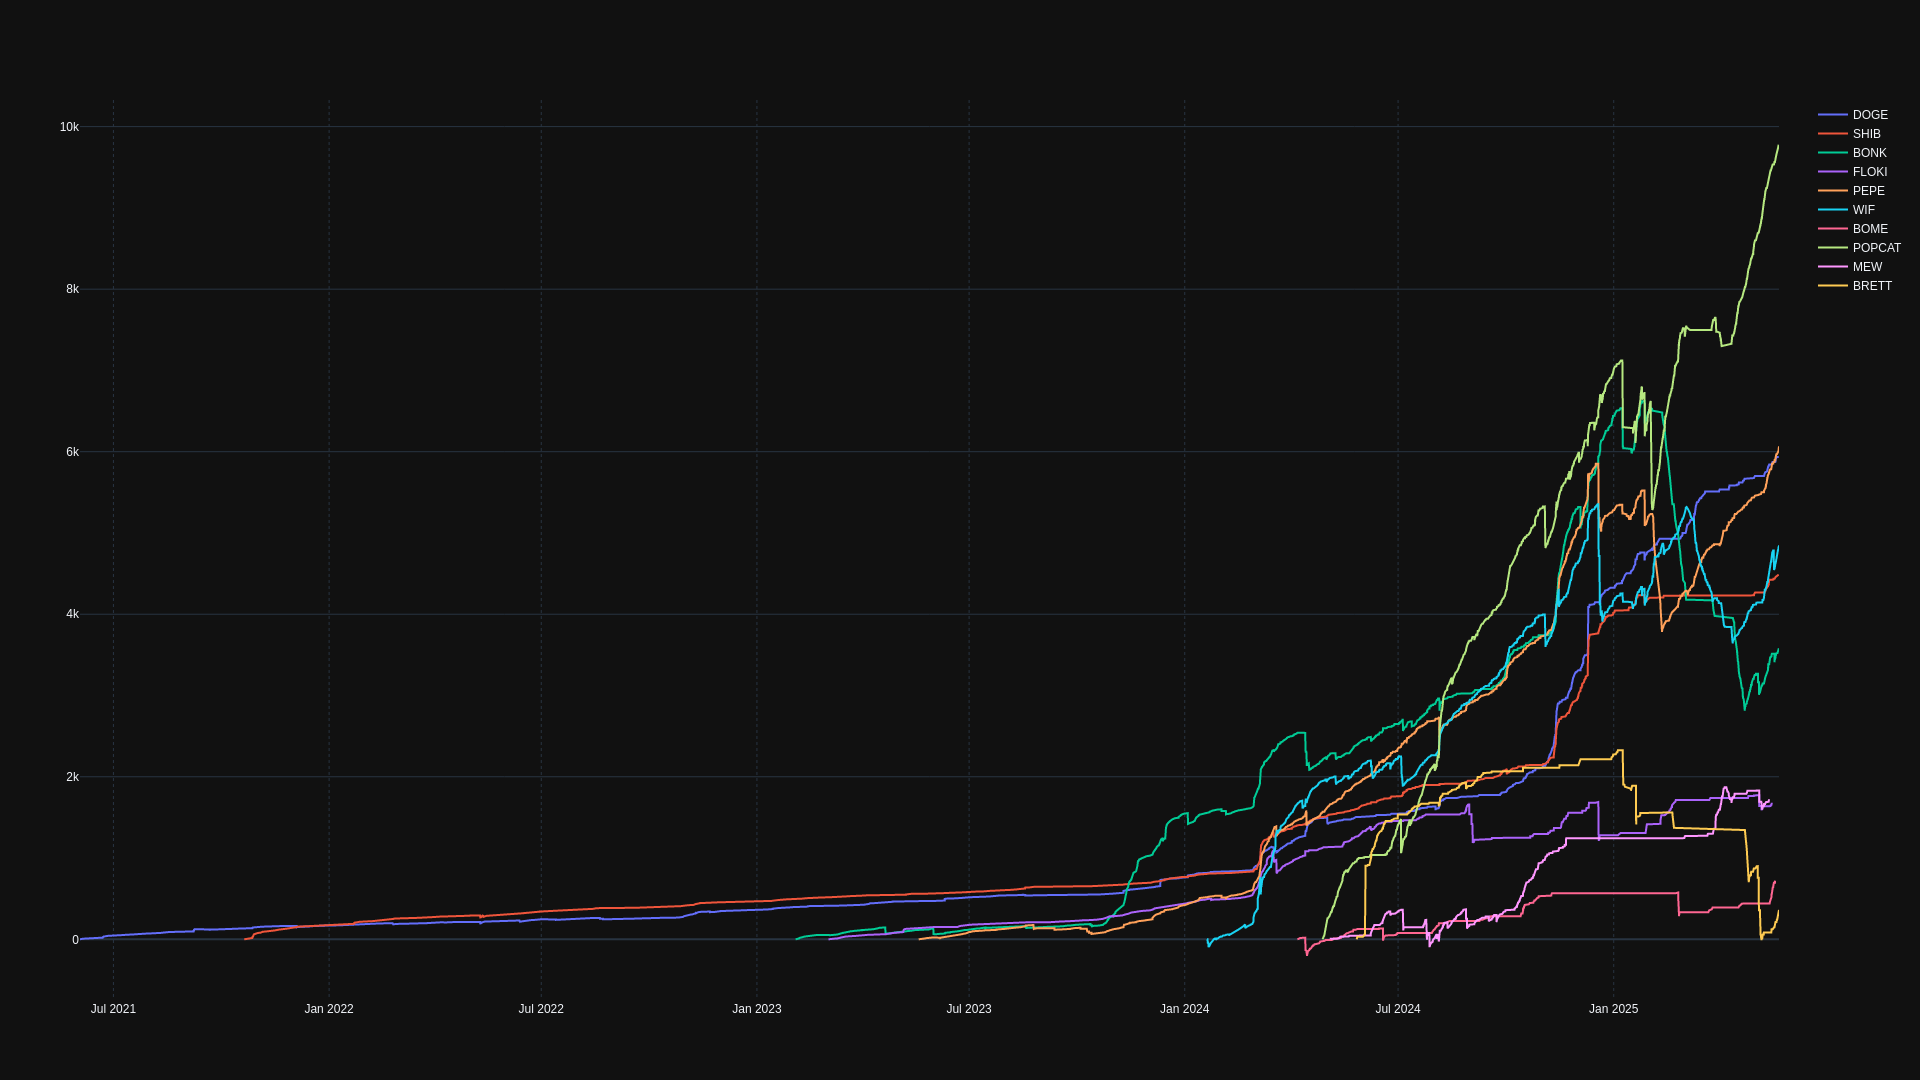 10k
8k
6k
4k
2k
0
Jul 2021
Jan 2022
Jul 2022
Jan 2023
Jul 2023
Jan 2024
Jul 2024
Jan 2025
DOGE
SHIB
BONK
FLOKI
PEPE
WIF
BOME
POPCAT
MEW
BRETT